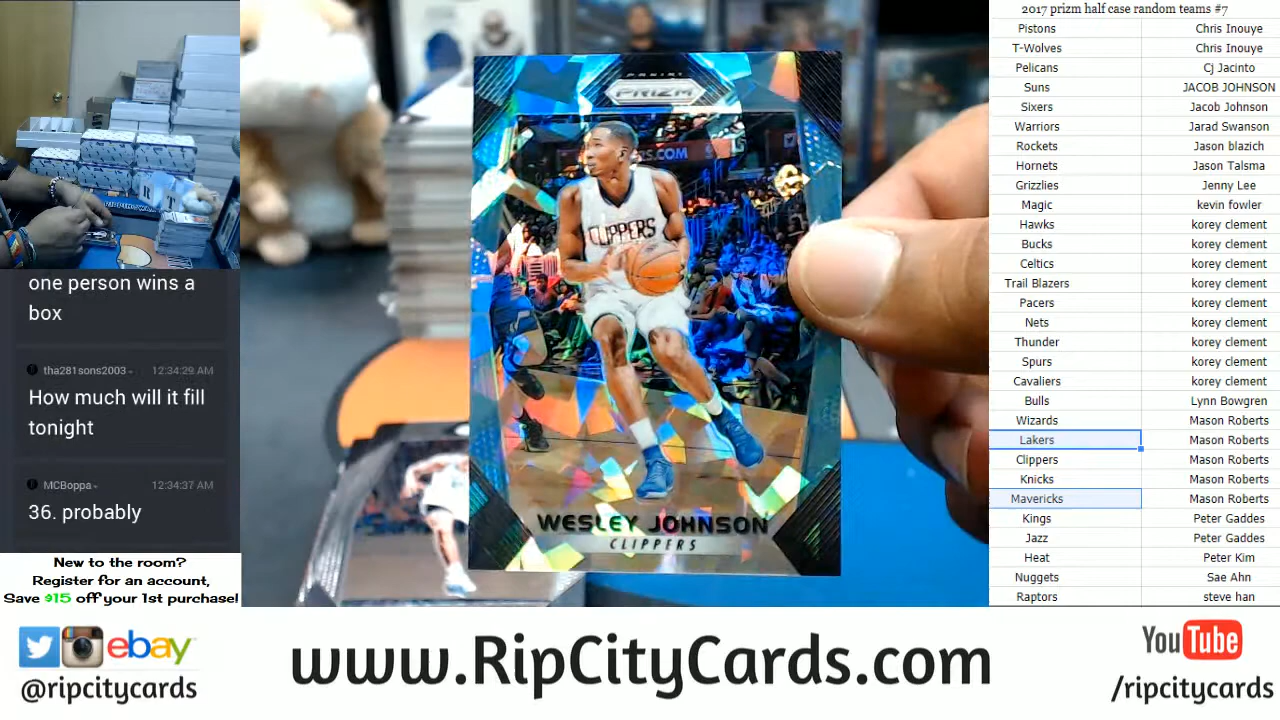 one person wins a
box
tha281sons2003 12:34:29 AM
How much will it fill
tonight
MCBoppa 12:34:37 AM
36. probably
New to the room?
Register for an account,
Save $15 off your 1st purchase!
PANINI
PRIZM
CLIPPERS
WESLEY JOHNSON
CLIPPERS
2017 prizm half case random teams #7
Pistons Chris Inouye
T-Wolves Chris Inouye
Pelicans Cj Jacinto
Suns JACOB JOHNSON
Sixers Jacob Johnson
Warriors Jarad Swanson
Rockets Jason blazich
Hornets Jason Talsma
Grizzlies Jenny Lee
Magic kevin fowler
Hawks korey clement
Bucks korey clement
Celtics korey clement
Trail Blazers korey clement
Pacers korey clement
Nets korey clement
Thunder korey clement
Spurs korey clement
Cavaliers korey clement
Bulls Lynn Bowgren
Wizards Mason Roberts
Lakers Mason Roberts
Clippers Mason Roberts
Knicks Mason Roberts
Mavericks Mason Roberts
Kings Peter Gaddes
Jazz Peter Gaddes
Heat Peter Kim
Nuggets Sae Ahn
Raptors steve han
ebay
@ripcitycards
www.RipCityCards.com
YouTube
/ripcitycards